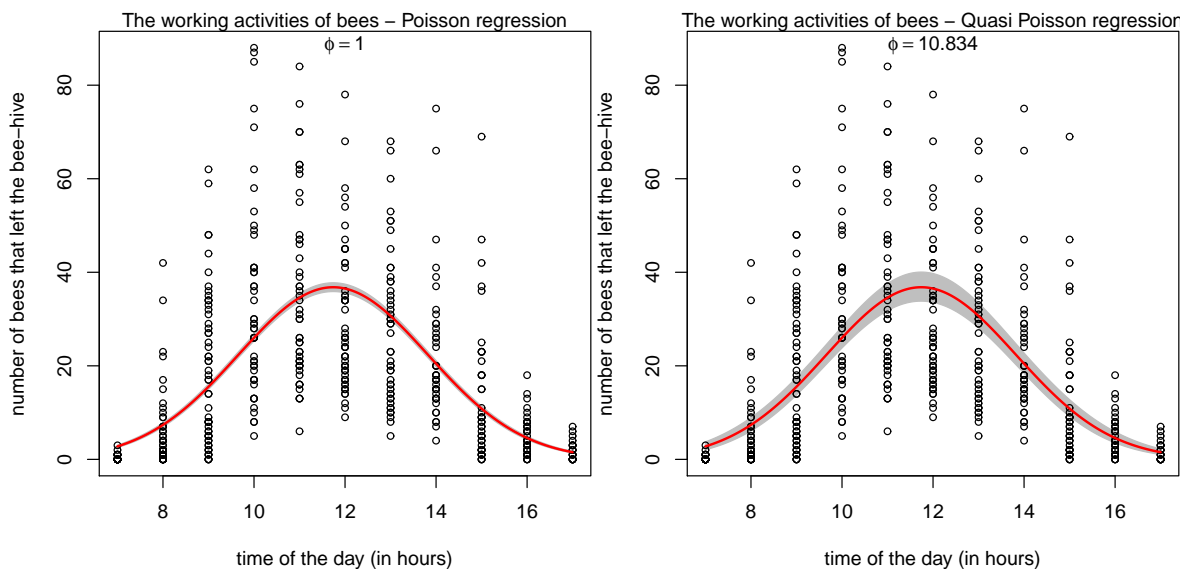 The working activities of bees − Poisson regression
ϕ = 1
number of bees that left the bee−hive
0
20
40
60
80
8
10
12
14
16
time of the day (in hours)
The working activities of bees − Quasi Poisson regression
ϕ = 10.834
number of bees that left the bee−hive
0
20
40
60
80
8
10
12
14
16
time of the day (in hours)